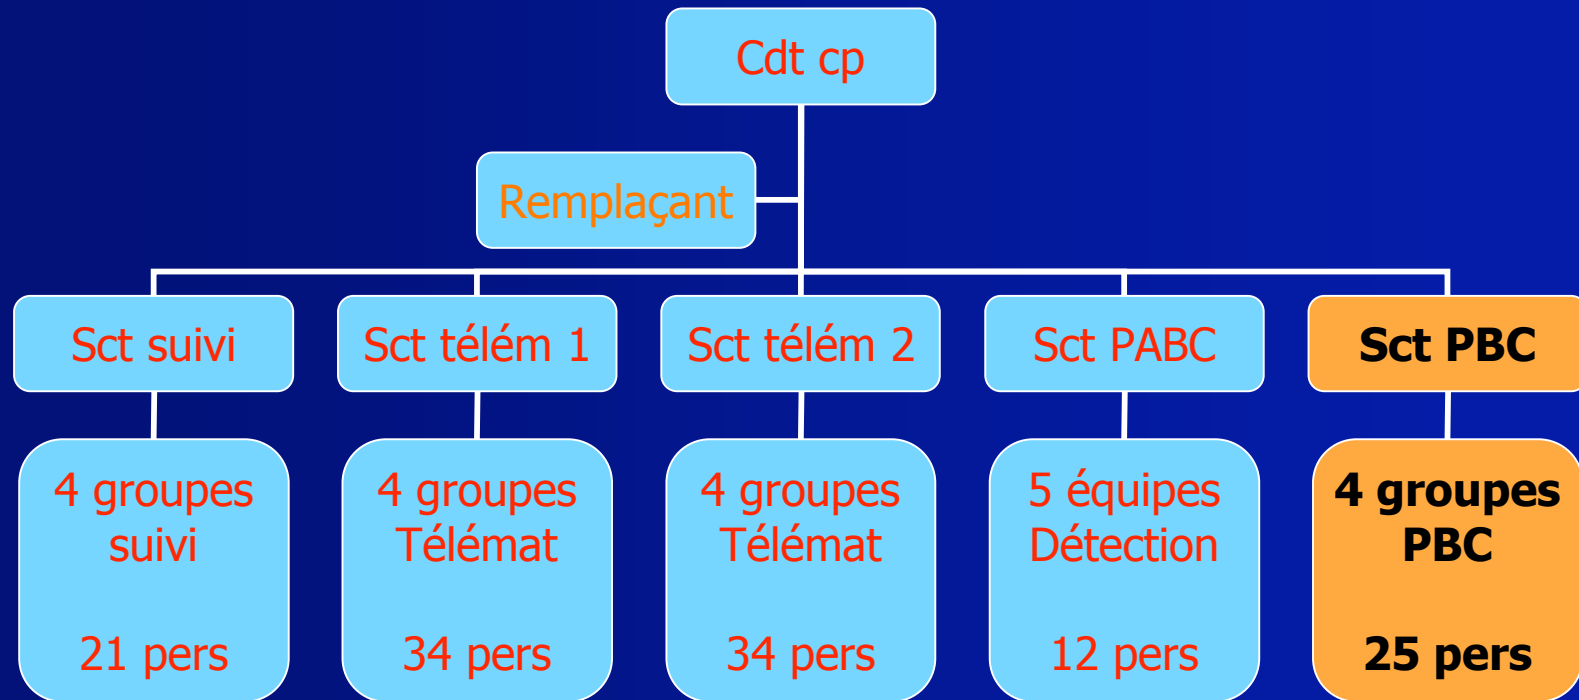 Cdt cp
Remplaçant
Sct suivi
Sct télém 1
Sct télém 2
Sct PABC
Sct PBC
4 groupes
suivi
21 pers
4 groupes
Télémat
34 pers
4 groupes
Télémat
34 pers
5 équipes
Détection
12 pers
4 groupes
PBC
25 pers